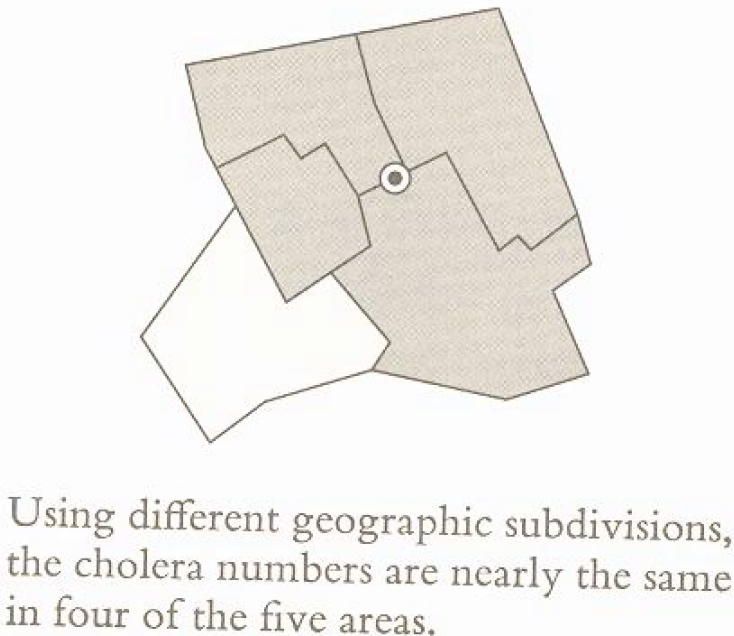 Using different geographic subdivisions,
the cholera numbers are nearly the same
in four of the five areas.